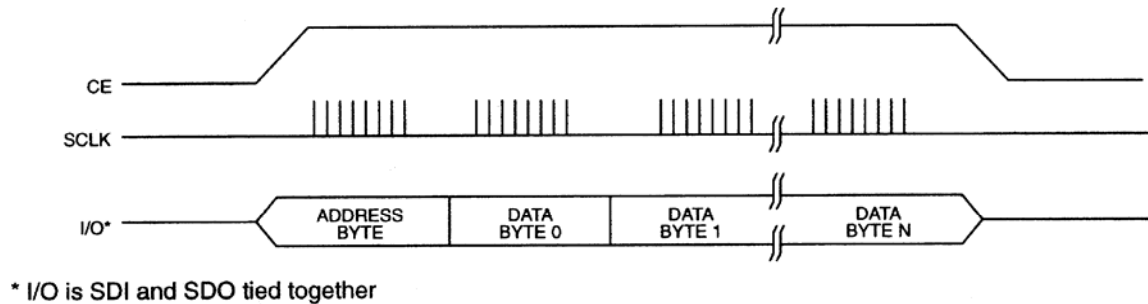 CE
SCLK
I/O*
ADDRESS
BYTE
DATA
BYTE 0
DATA
BYTE 1
DATA
BYTE N
* I/O is SDI and SDO tied together